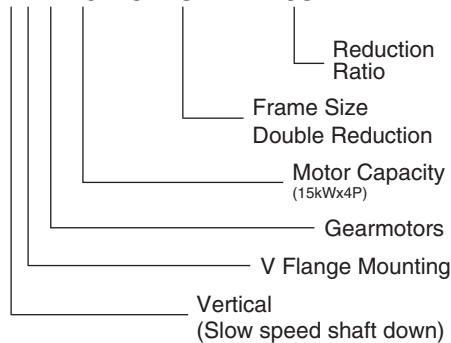 Reduction
Ratio
Frame Size
Double Reduction
Motor Capacity
(15kWx4P)
Gearmotors
V Flange Mounting
Vertical
(Slow speed shaft down)